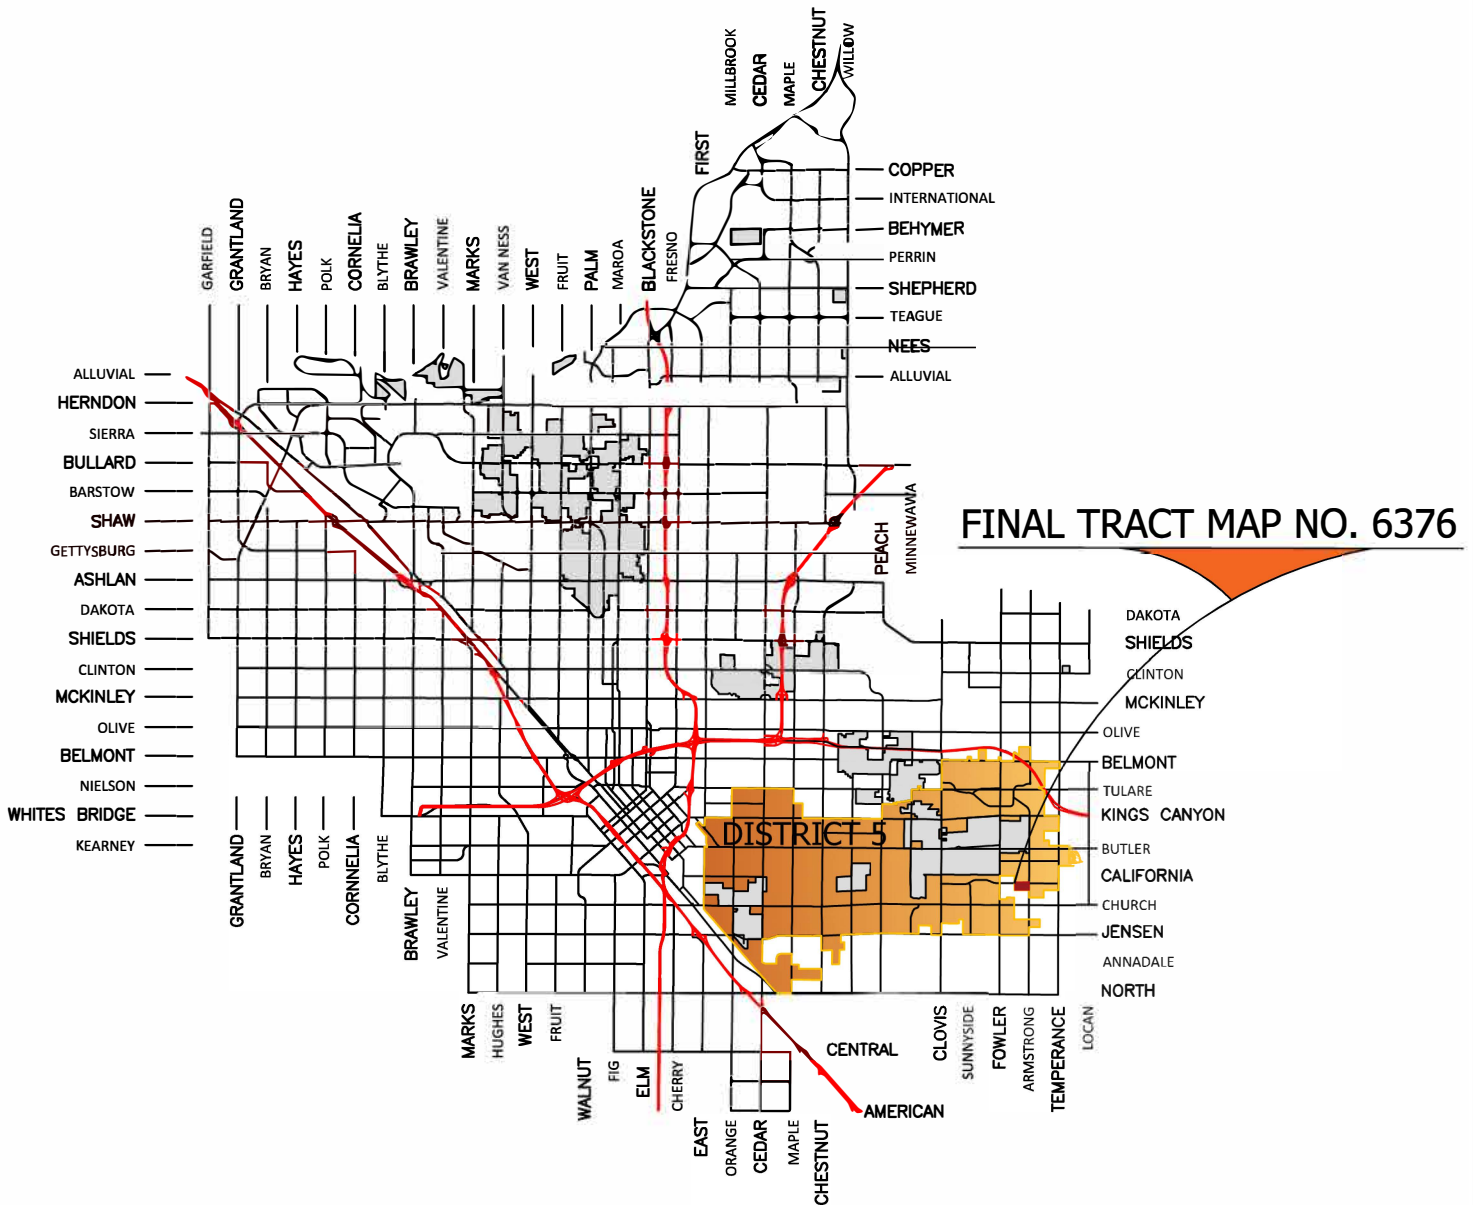 MILLBROOK
CEDAR
MAPLE
CHESTNUT
WILLOW
FIRST
COPPER
INTERNATIONAL
BEHYMER
PERRIN
SHEPHERD
TEAGUE
NEES
ALLUVIAL
GARFIELD
GRANTLAND
BRYAN
HAYES
POLK
CORNELIA
BLYTHE
BRAWLEY
VALENTINE
MARKS
VAN NESS
WEST
FRUIT
PALM
MAROA
BLACKSTONE
FRESNO
ALLUVIAL
HERNDON
SIERRA
BULLARD
BARSTOW
SHAW
GETTYSBURG
ASHLAN
DAKOTA
SHIELDS
CLINTON
MCKINLEY
OLIVE
BELMONT
NIELSON
WHITES BRIDGE
KEARNEY
PEACH
MINNEWAWA
FINAL TRACT MAP NO. 6376
DAKOTA
SHIELDS
CLINTON
MCKINLEY
OLIVE
BELMONT
TULARE
KINGS CANYON
BUTLER
CALIFORNIA
CHURCH
JENSEN
ANNADALE
NORTH
DISTRICT 5
GRANTLAND
BRYAN
HAYES
POLK
CORNNELIA
BLYTHE
BRAWLEY
VALENTINE
MARKS
HUGHES
WEST
FRUIT
WALNUT
FIG
ELM
CHERRY
EAST
ORANGE
CEDAR
MAPLE
CHESTNUT
CENTRAL
AMERICAN
CLOVIS
SUNNYSIDE
FOWLER
ARMSTRONG
TEMPERANCE
LOCAN